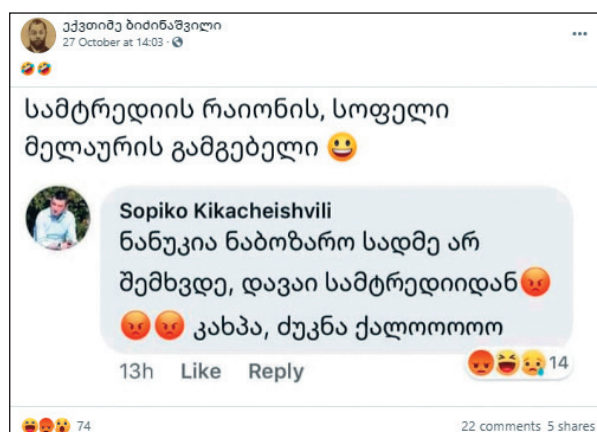 ექვთიმე ბიძინაშვილი
27 October at 14:03
სამტრედიის რაიონის, სოფელი
მელაურის გამგებელი 😀
Sopiko Kikacheishvili
ნანუკია ნაბოზარო სადმე არ
შემხვდე, დავაი სამტრედიიდან😡
😡😡 კახპა, ძუკნა ქალოოოოო
14
13h Like Reply
74
22 comments 5 shares